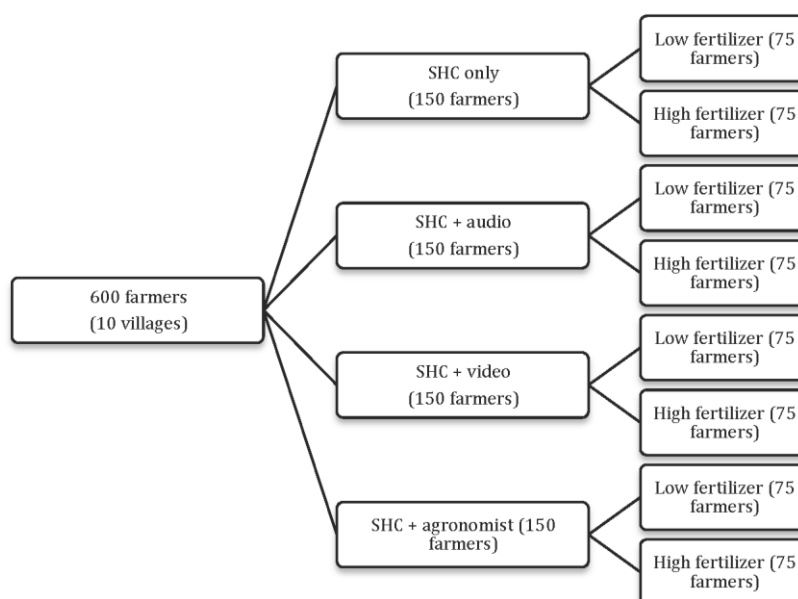 600 farmers
(10 villages)
SHC only
(150 farmers)
Low fertilizer (75
farmers)
High fertilizer (75
farmers)
SHC + audio
(150 farmers)
Low fertilizer (75
farmers)
High fertilizer (75
farmers)
SHC + video
(150 farmers)
Low fertilizer (75
farmers)
High fertilizer (75
farmers)
SHC + agronomist (150
farmers)
Low fertilizer (75
farmers)
High fertilizer (75
farmers)